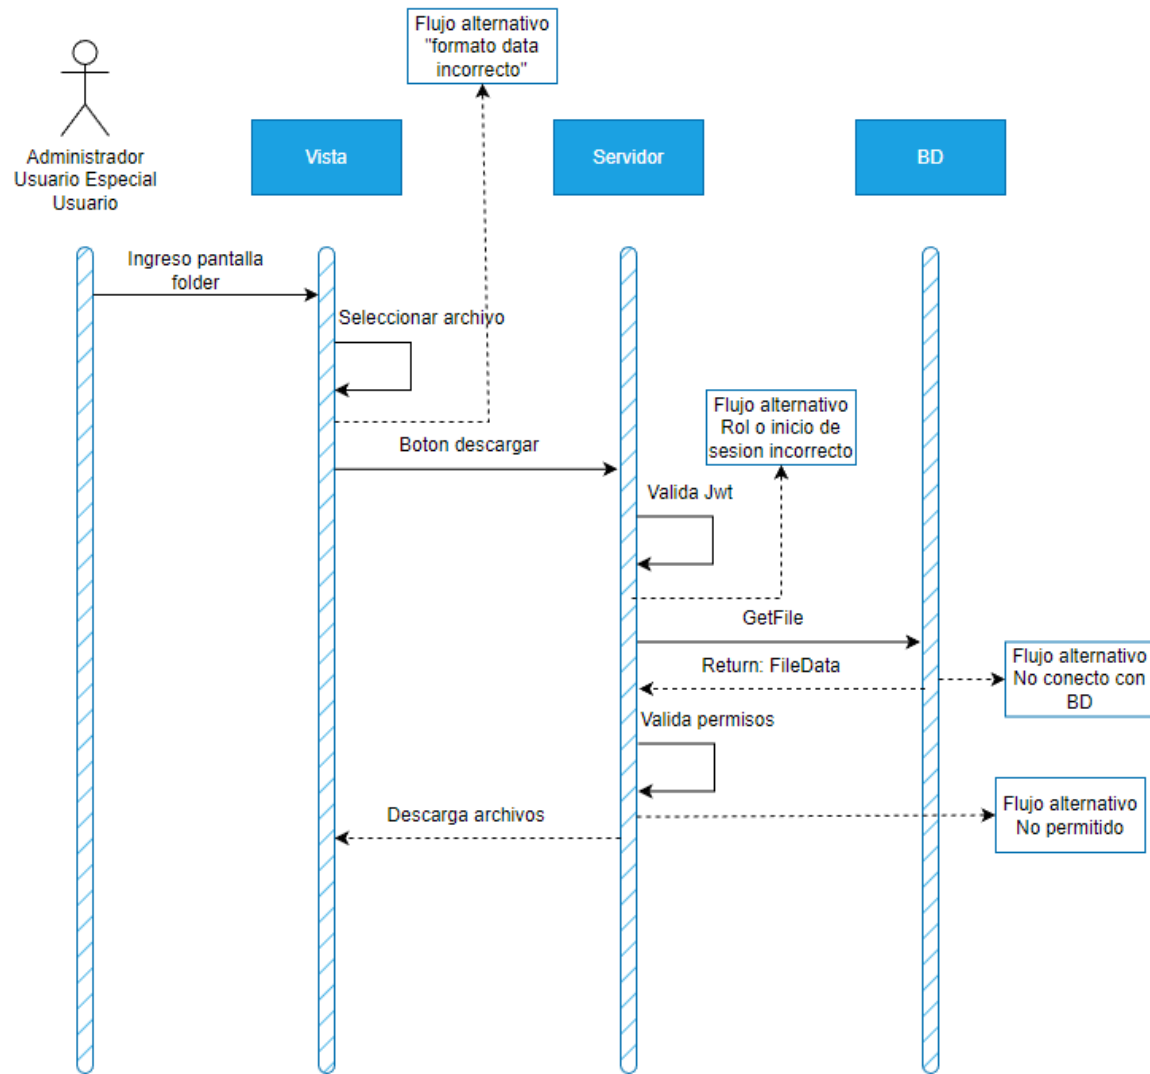 Flujo alternativo
"formato data
incorrecto"
Administrador
Usuario Especial
Usuario
Vista
Servidor
BD
Ingreso pantalla
folder
Seleccionar archivo
Flujo alternativo
Rol o inicio de
sesion incorrecto
Boton descargar
Valida Jwt
GetFile
Return: FileData
Flujo alternativo
No conecto con
BD
Valida permisos
Descarga archivos
Flujo alternativo
No permitido